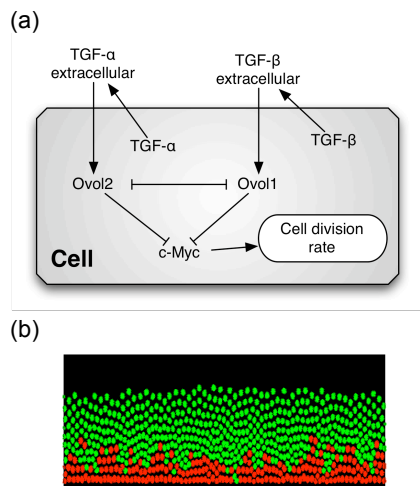 (a)
TGF-α
extracellular
TGF-β
extracellular
TGF-α
TGF-β
Ovol2
Ovol1
c-Myc
Cell division
rate
Cell
(b)